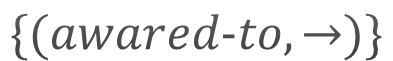 {(awared-to, →)}